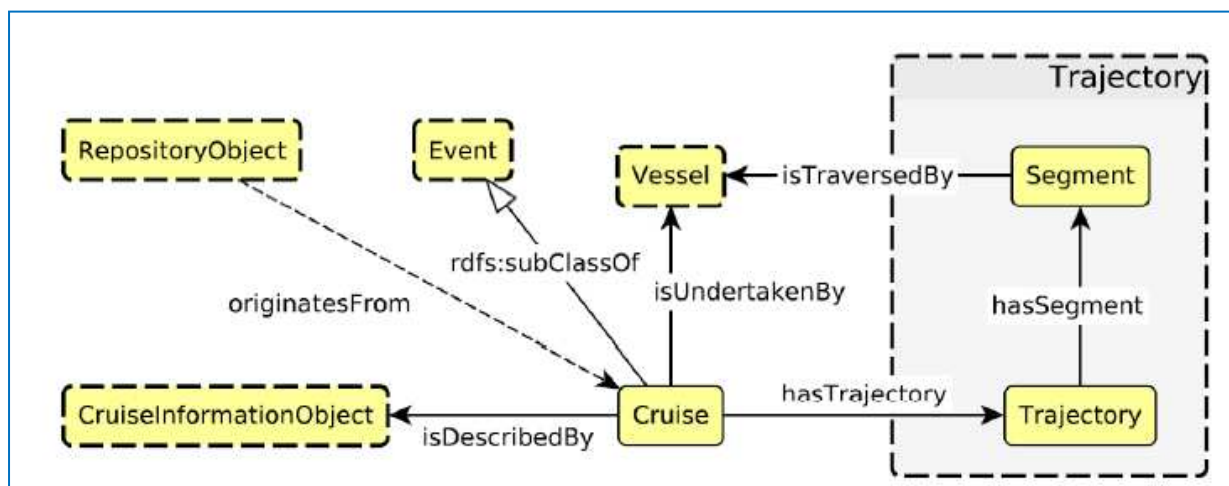 Trajectory
RepositoryObject
Event
Vessel
isTraversedBy
Segment
rdfs:subClassOf
originatesFrom
isUndertakenBy
hasSegment
CruiseInformationObject
isDescribedBy
Cruise
hasTrajectory
Trajectory